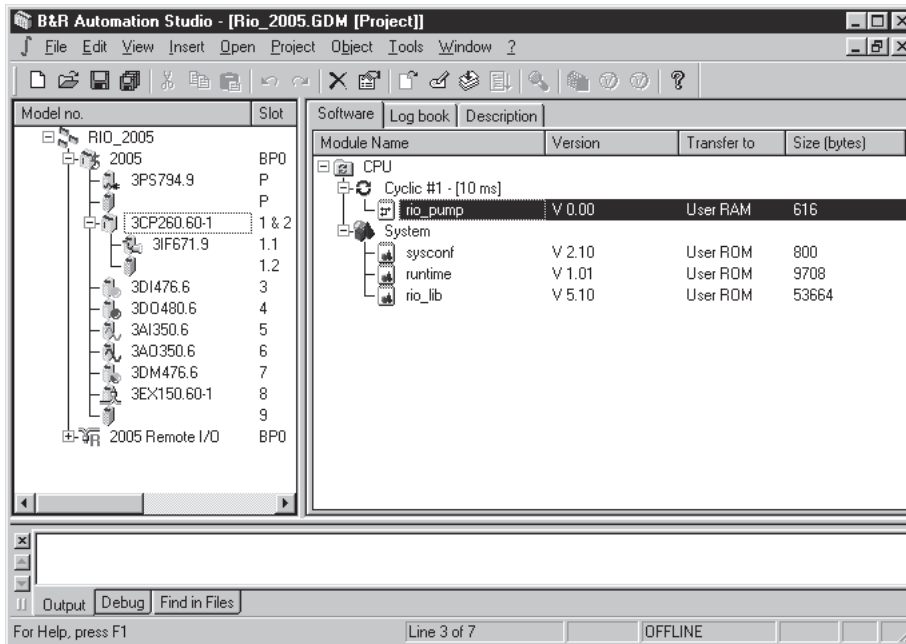 B&R Automation Studio - [Rio_2005.GDM [Project]]
File Edit View Insert Open Project Object Tools Window ?
Model no. Slot
RIO_2005
2005 BP0
3PS794.9 P
P
3CP260.60-1 1 & 2
3IF671.9 1.1
1.2
3DI476.6 3
3DO480.6 4
3AI350.6 5
3AO350.6 6
3DM476.6 7
3EX150.60-1 8
9
2005 Remote I/O BP0
Software Log book Description
Module Name Version Transfer to Size (bytes)
CPU
Cyclic #1 - [10 ms]
rio_pump V 0.00 User RAM 616
System
sysconf V 2.10 User ROM 800
runtime V 1.01 User ROM 9708
rio_lib V 5.10 User ROM 53664
Output Debug Find in Files
For Help, press F1 Line 3 of 7 OFFLINE